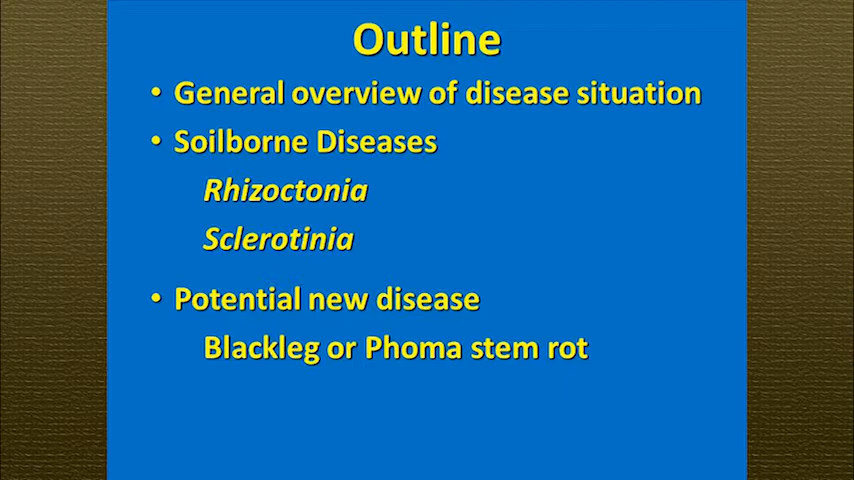 Outline
• General overview of disease situation
• Soilborne Diseases
Rhizoctonia
Sclerotinia
• Potential new disease
Blackleg or Phoma stem rot